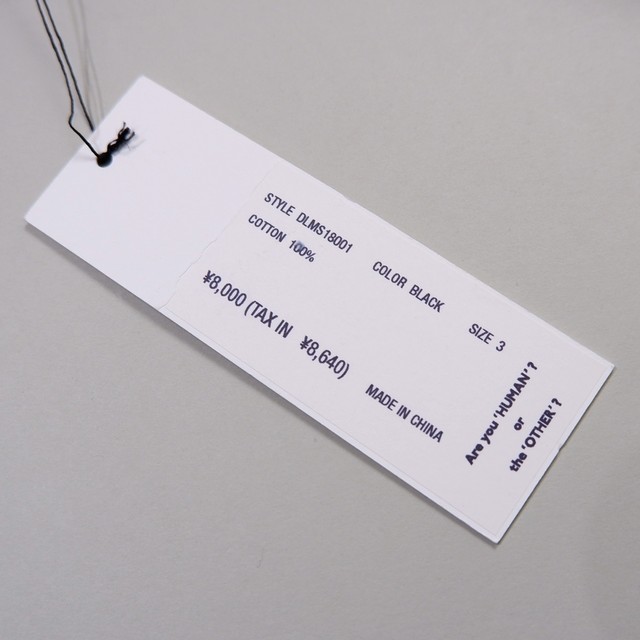 STYLE DLMS18001 COLOR BLACK SIZE 3
COTTON 100%
¥8,000 (TAX IN ¥8,640)
MADE IN CHINA
Are you 'HUMAN'?
or
the 'OTHER'?